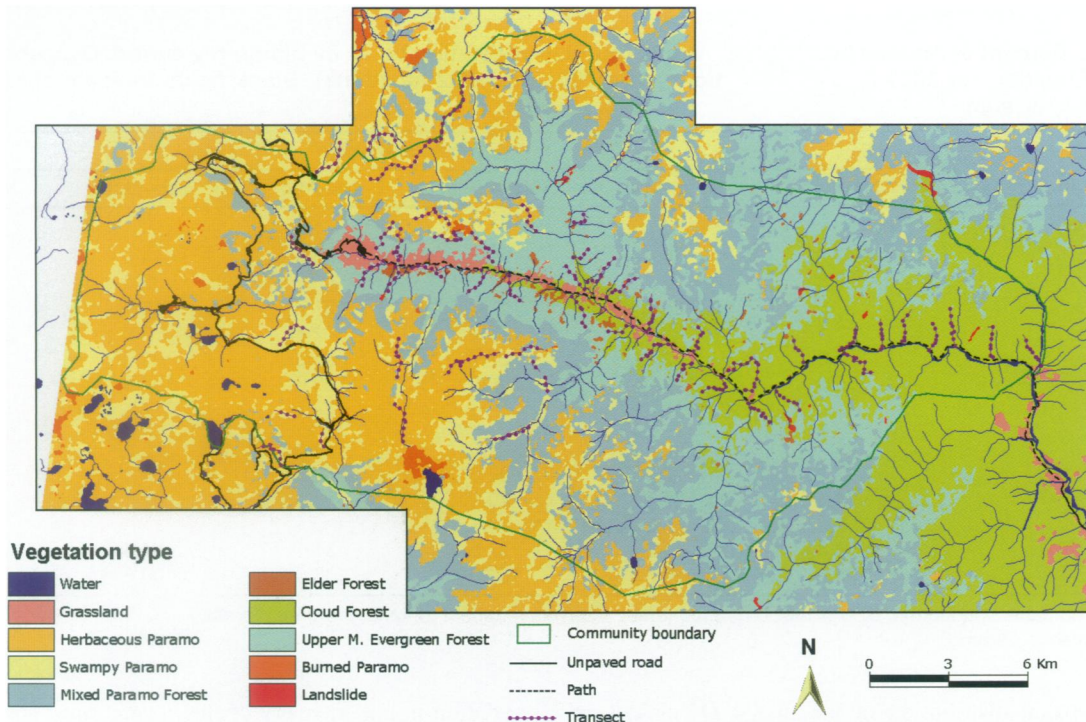 Vegetation type
Water
Grassland
Herbaceous Paramo
Swampy Paramo
Mixed Paramo Forest
Elder Forest
Cloud Forest
Upper M. Evergreen Forest
Burned Paramo
Landslide
Community boundary
Unpaved road
Path
Transect
N
0 3 6 Km